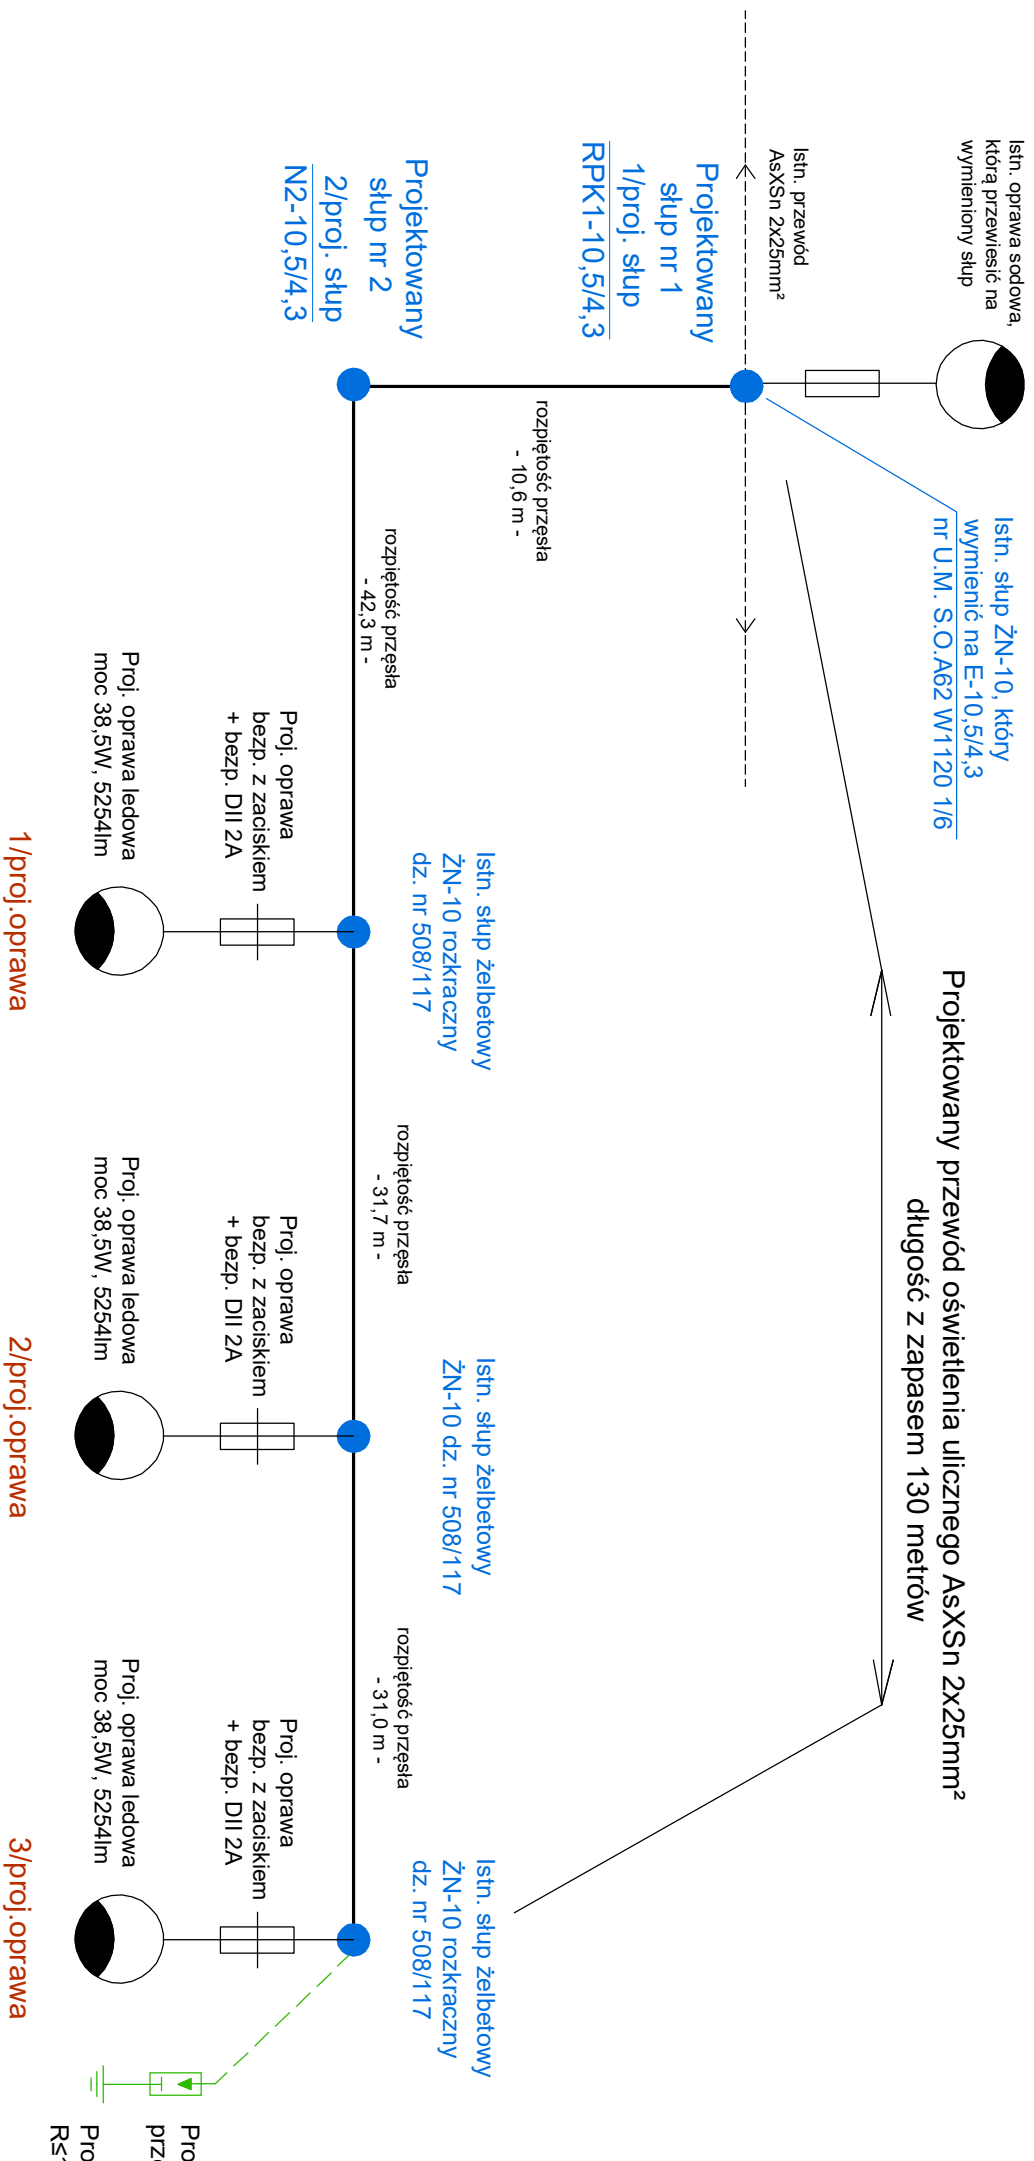 Istn. oprawa sodowa,
którą przewiesić na
wymieniony słup
Istn. przewód
AsXSn 2x25mm²
Istn. słup ŻN-10, który
wymienić na E-10,5/4,3
nr U.M. S.O.A62 W1120 1/6
Projektowany przewód oświetlenia ulicznego AsXSn 2x25mm²
długość z zapasem 130 metrów
Projektowany
słup nr 1
1/proj. słup
RPK1-10,5/4,3
rozpiętość przęsła
- 10,6 m -
Projektowany
słup nr 2
2/proj. słup
N2-10,5/4,3
rozpiętość przęsła
- 42,3 m -
Istn. słup żelbetowy
ŻN-10 rozkraczny
dz. nr 508/117
rozpiętość przęsła
- 31,7 m -
Istn. słup żelbetowy
ŻN-10 dz. nr 508/117
rozpiętość przęsła
- 31,0 m -
Istn. słup żelbetowy
ŻN-10 rozkraczny
dz. nr 508/117
Proj. oprawa
bezp. z zaciskiem
+ bezp. DII 2A
Proj. oprawa ledowa
moc 38,5W, 5254lm
1/proj.oprawa
Proj. oprawa
bezp. z zaciskiem
+ bezp. DII 2A
Proj. oprawa ledowa
moc 38,5W, 5254lm
2/proj.oprawa
Proj. oprawa
bezp. z zaciskiem
+ bezp. DII 2A
Proj. oprawa ledowa
moc 38,5W, 5254lm
3/proj.oprawa